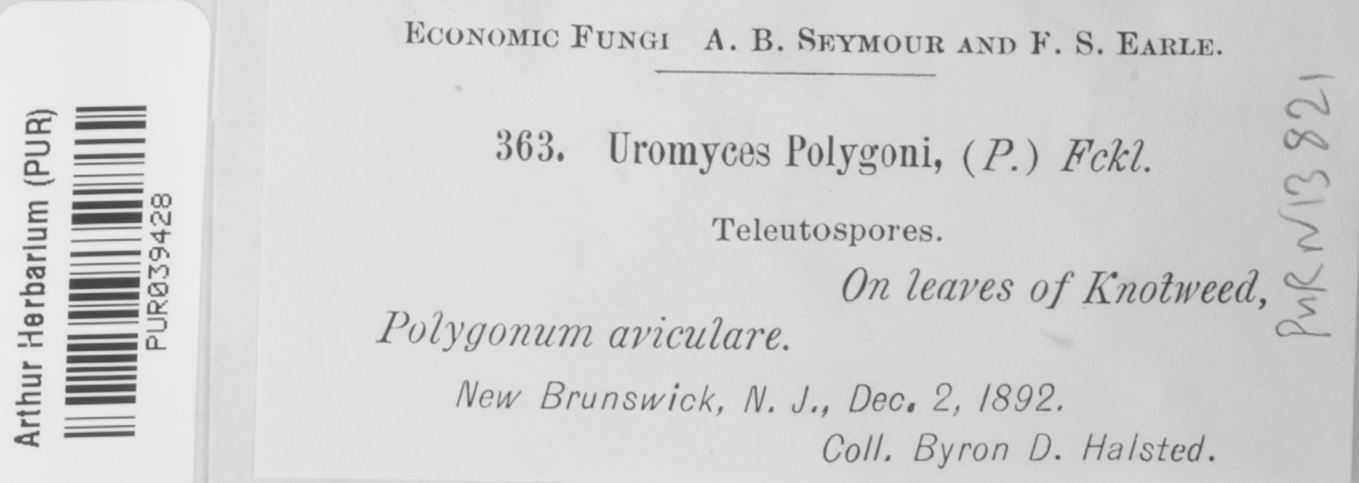 Arthur Herbarium (PUR)
PUR039428
ECONOMIC FUNGI A. B. SEYMOUR AND F. S. EARLE.
363. Uromyces Polygoni, (P.) Fckl.
Teleutospores.
On leaves of Knotweed,
Polygonum aviculare.
New Brunswick, N. J., Dec. 2, 1892.
Coll. Byron D. Halsted.
PUR N13821